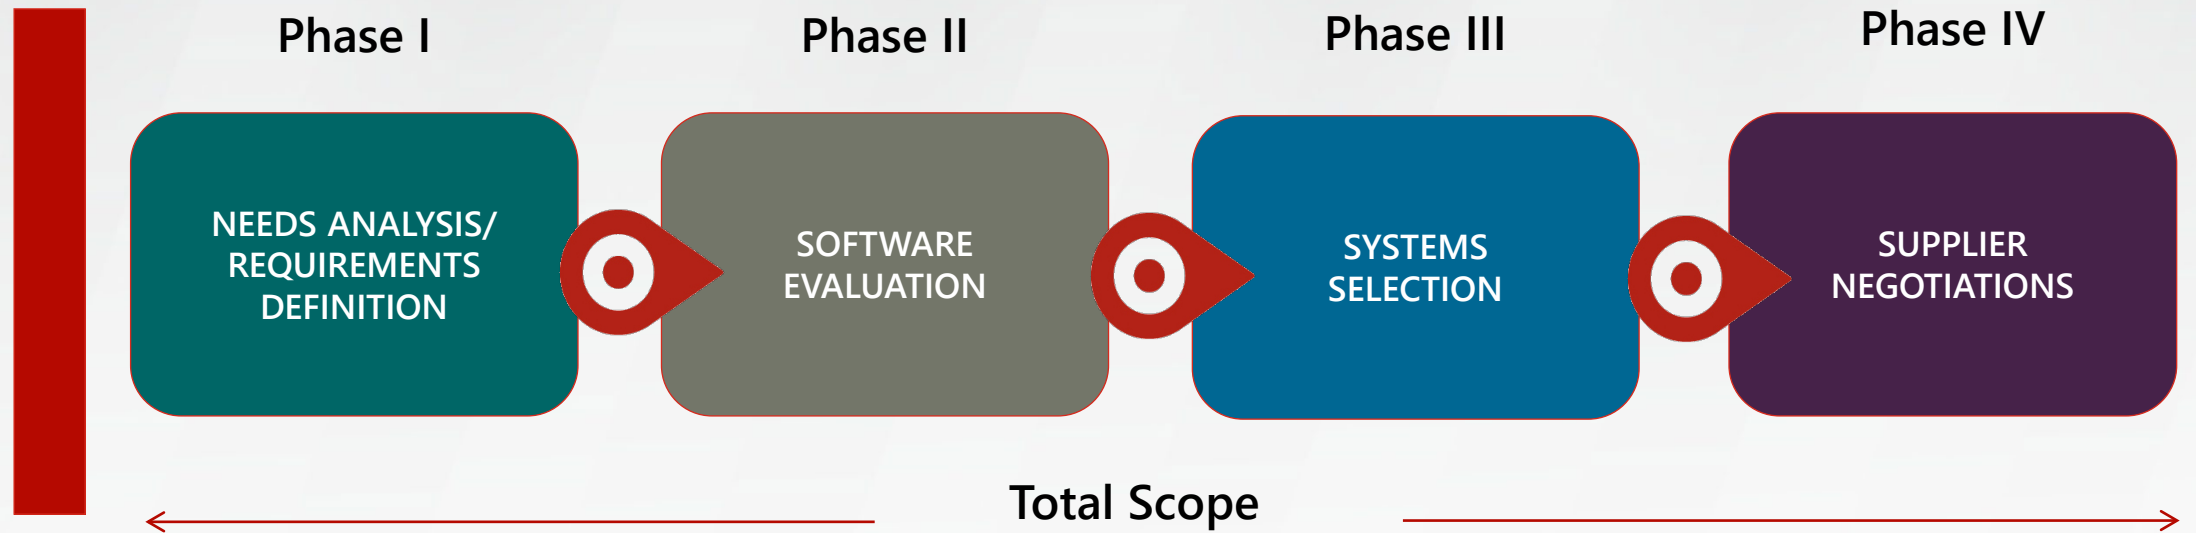 Phase I
Phase II
Phase III
Phase IV
NEEDS ANALYSIS/
REQUIREMENTS
DEFINITION
SOFTWARE
EVALUATION
SYSTEMS
SELECTION
SUPPLIER
NEGOTIATIONS
Total Scope